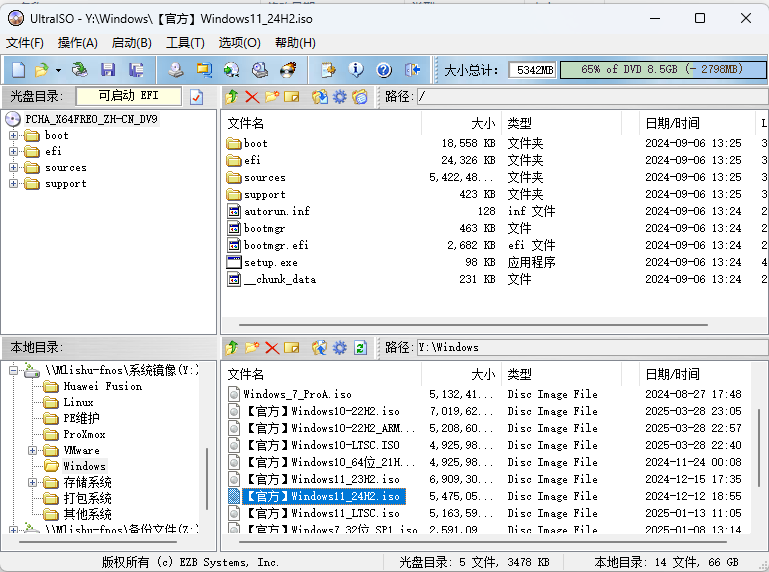 UltraISO - Y:\Windows\【官方】Windows11_24H2.iso
文件(F) 操作(A) 启动(B) 工具(T) 选项(O) 帮助(H)
大小总计: 5342MB 65% of DVD 8.5GB (- 2798MB)
光盘目录: 可启动 EFI 路径: /
PCHA_X64FREO_ZH-CN_DV9
boot
efi
sources
support
文件名 大小 类型 日期/时间 L
boot 18,558 KB 文件夹 2024-09-06 13:25 3
efi 24,326 KB 文件夹 2024-09-06 13:25 3
sources 5,422,48... 文件夹 2024-09-06 13:25 3
support 423 KB 文件夹 2024-09-06 13:25 3
autorun.inf 128 inf 文件 2024-09-06 13:24 2
bootmgr 463 KB 文件 2024-09-06 13:24 2
bootmgr.efi 2,682 KB efi 文件 2024-09-06 13:24 2
setup.exe 98 KB 应用程序 2024-09-06 13:24 4
__chunk_data 231 KB 文件 2024-09-06 13:24 2
本地目录: 路径: Y:\Windows
\\Mlishu-fnos\系统镜像(Y:)
Huawei Fusion
Linux
PE维护
ProXmox
VMware
Windows
存储系统
打包系统
其他系统
\\Mlishu-fnos\备份文件(Z:)
文件名 大小 类型 日期/时间
Windows_7_ProA.iso 5,132,41... Disc Image File 2024-08-27 17:48
【官方】Windows10-22H2.iso 7,019,62... Disc Image File 2025-03-28 23:05
【官方】Windows10-22H2_ARM... 5,208,60... Disc Image File 2025-03-28 22:57
【官方】Windows10-LTSC.ISO 4,925,98... Disc Image File 2025-03-28 22:40
【官方】Windows10_64位_21H... 4,925,98... Disc Image File 2024-11-24 00:08
【官方】Windows11_23H2.iso 6,909,30... Disc Image File 2024-12-15 17:35
【官方】Windows11_24H2.iso 5,475,05... Disc Image File 2024-12-12 18:55
【官方】Windows11_LTSC.iso 5,163,59... Disc Image File 2025-01-13 11:05
【官方】Windows7_32位_SP1.iso 2,591,09... Disc Image File 2025-01-08 13:14
版权所有 (c) EZB Systems, Inc. 光盘目录: 5 文件, 3478 KB 本地目录: 14 文件, 66 GB